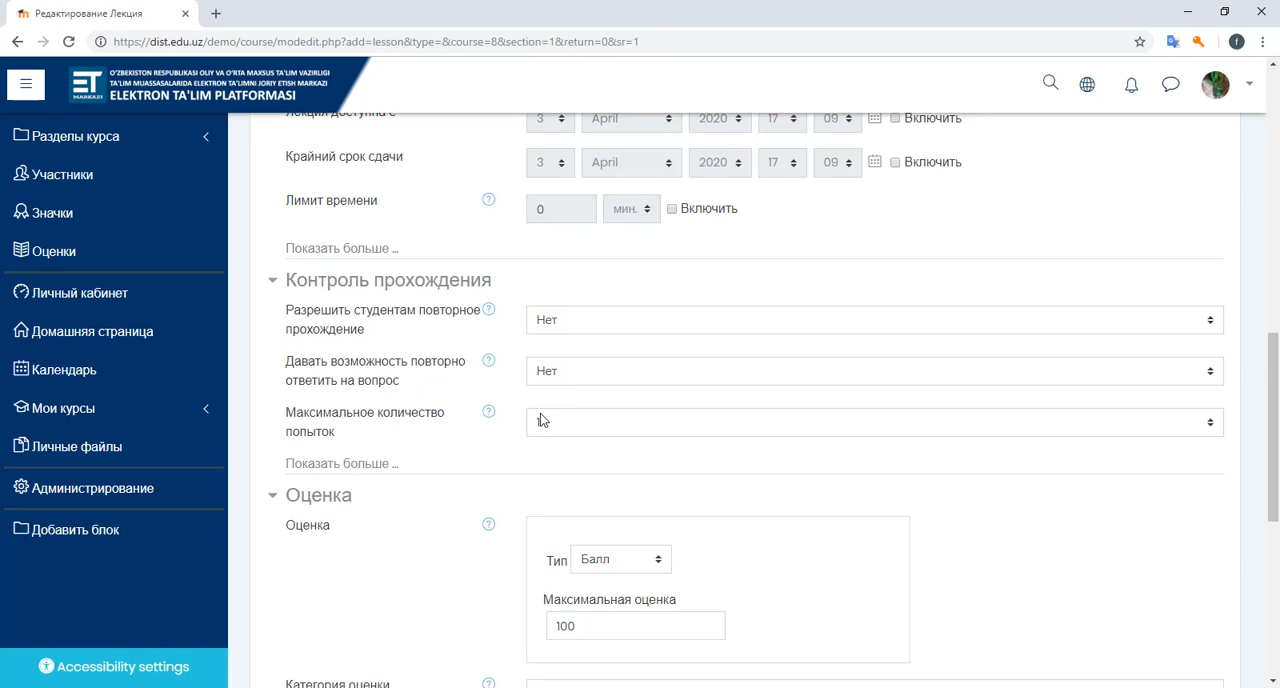 Редактирование Лекция
https://dist.edu.uz/demo/course/modedit.php?add=lesson&type=&course=8&section=1&return=0&sr=1
f
ET
MARKAZI
O'ZBEKISTON RESPUBLIKASI OLIY VA O'RTA MAXSUS TA'LIM VAZIRLIGI
TA'LIM MUASSASALARIDA ELEKTRON TA'LIMNI JORIY ETISH MARKAZI
ELEKTRON TA'LIM PLATFORMASI
Разделы курса
Участники
Значки
Оценки
Личный кабинет
Домашняя страница
Календарь
Мои курсы
Личные файлы
Администрирование
Добавить блок
Accessibility settings
Лекция доступна с
3 April 2020 17 09 Включить
Крайний срок сдачи
3 April 2020 17 09 Включить
Лимит времени
0 мин. Включить
Показать больше ...
Контроль прохождения
Разрешить студентам повторное
прохождение
Нет
Давать возможность повторно
ответить на вопрос
Нет
Максимальное количество
попыток
Показать больше ...
Оценка
Оценка
Тип Балл
Максимальная оценка
100
Категория оценки